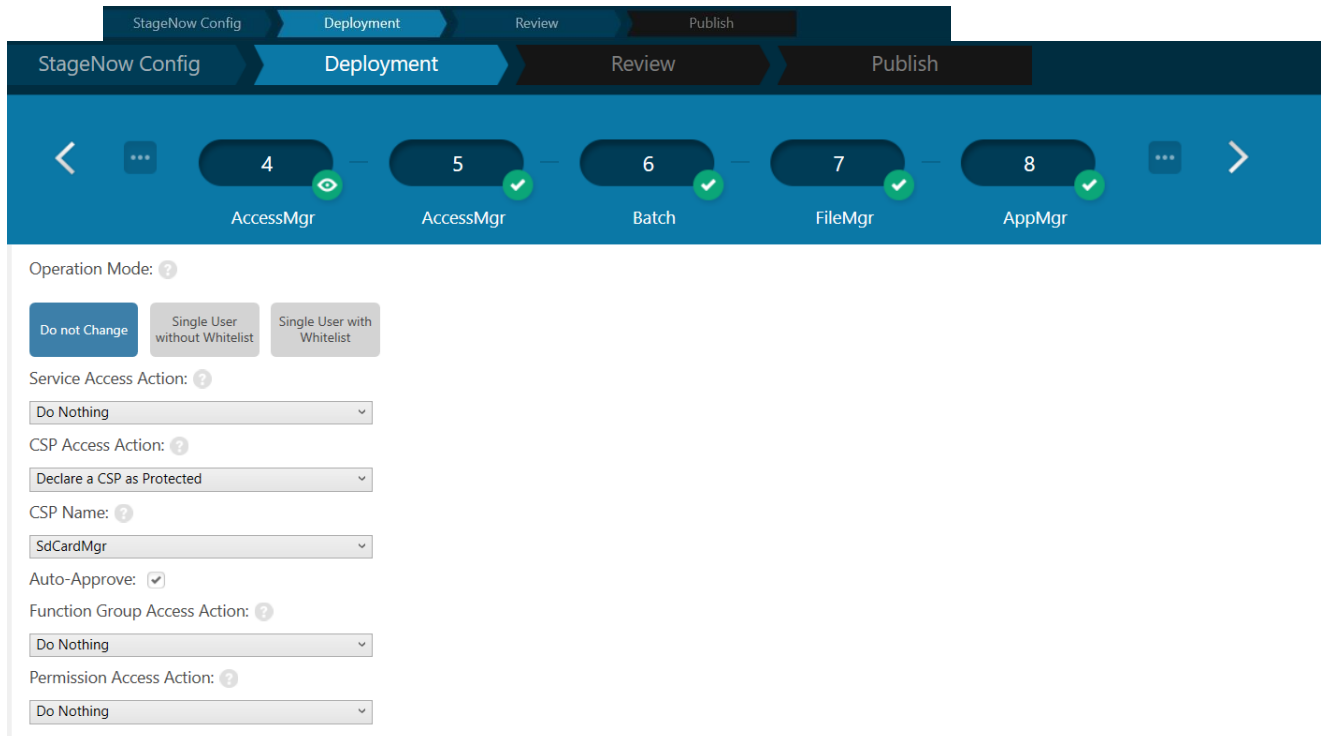 StageNow Config Deployment Review Publish
StageNow Config Deployment Review Publish
4 5 6 7 8
AccessMgr AccessMgr Batch FileMgr AppMgr
Operation Mode: ?
Do not Change Single User without Whitelist Single User with Whitelist
Service Access Action: ?
Do Nothing
CSP Access Action: ?
Declare a CSP as Protected
CSP Name: ?
SdCardMgr
Auto-Approve:
Function Group Access Action: ?
Do Nothing
Permission Access Action: ?
Do Nothing